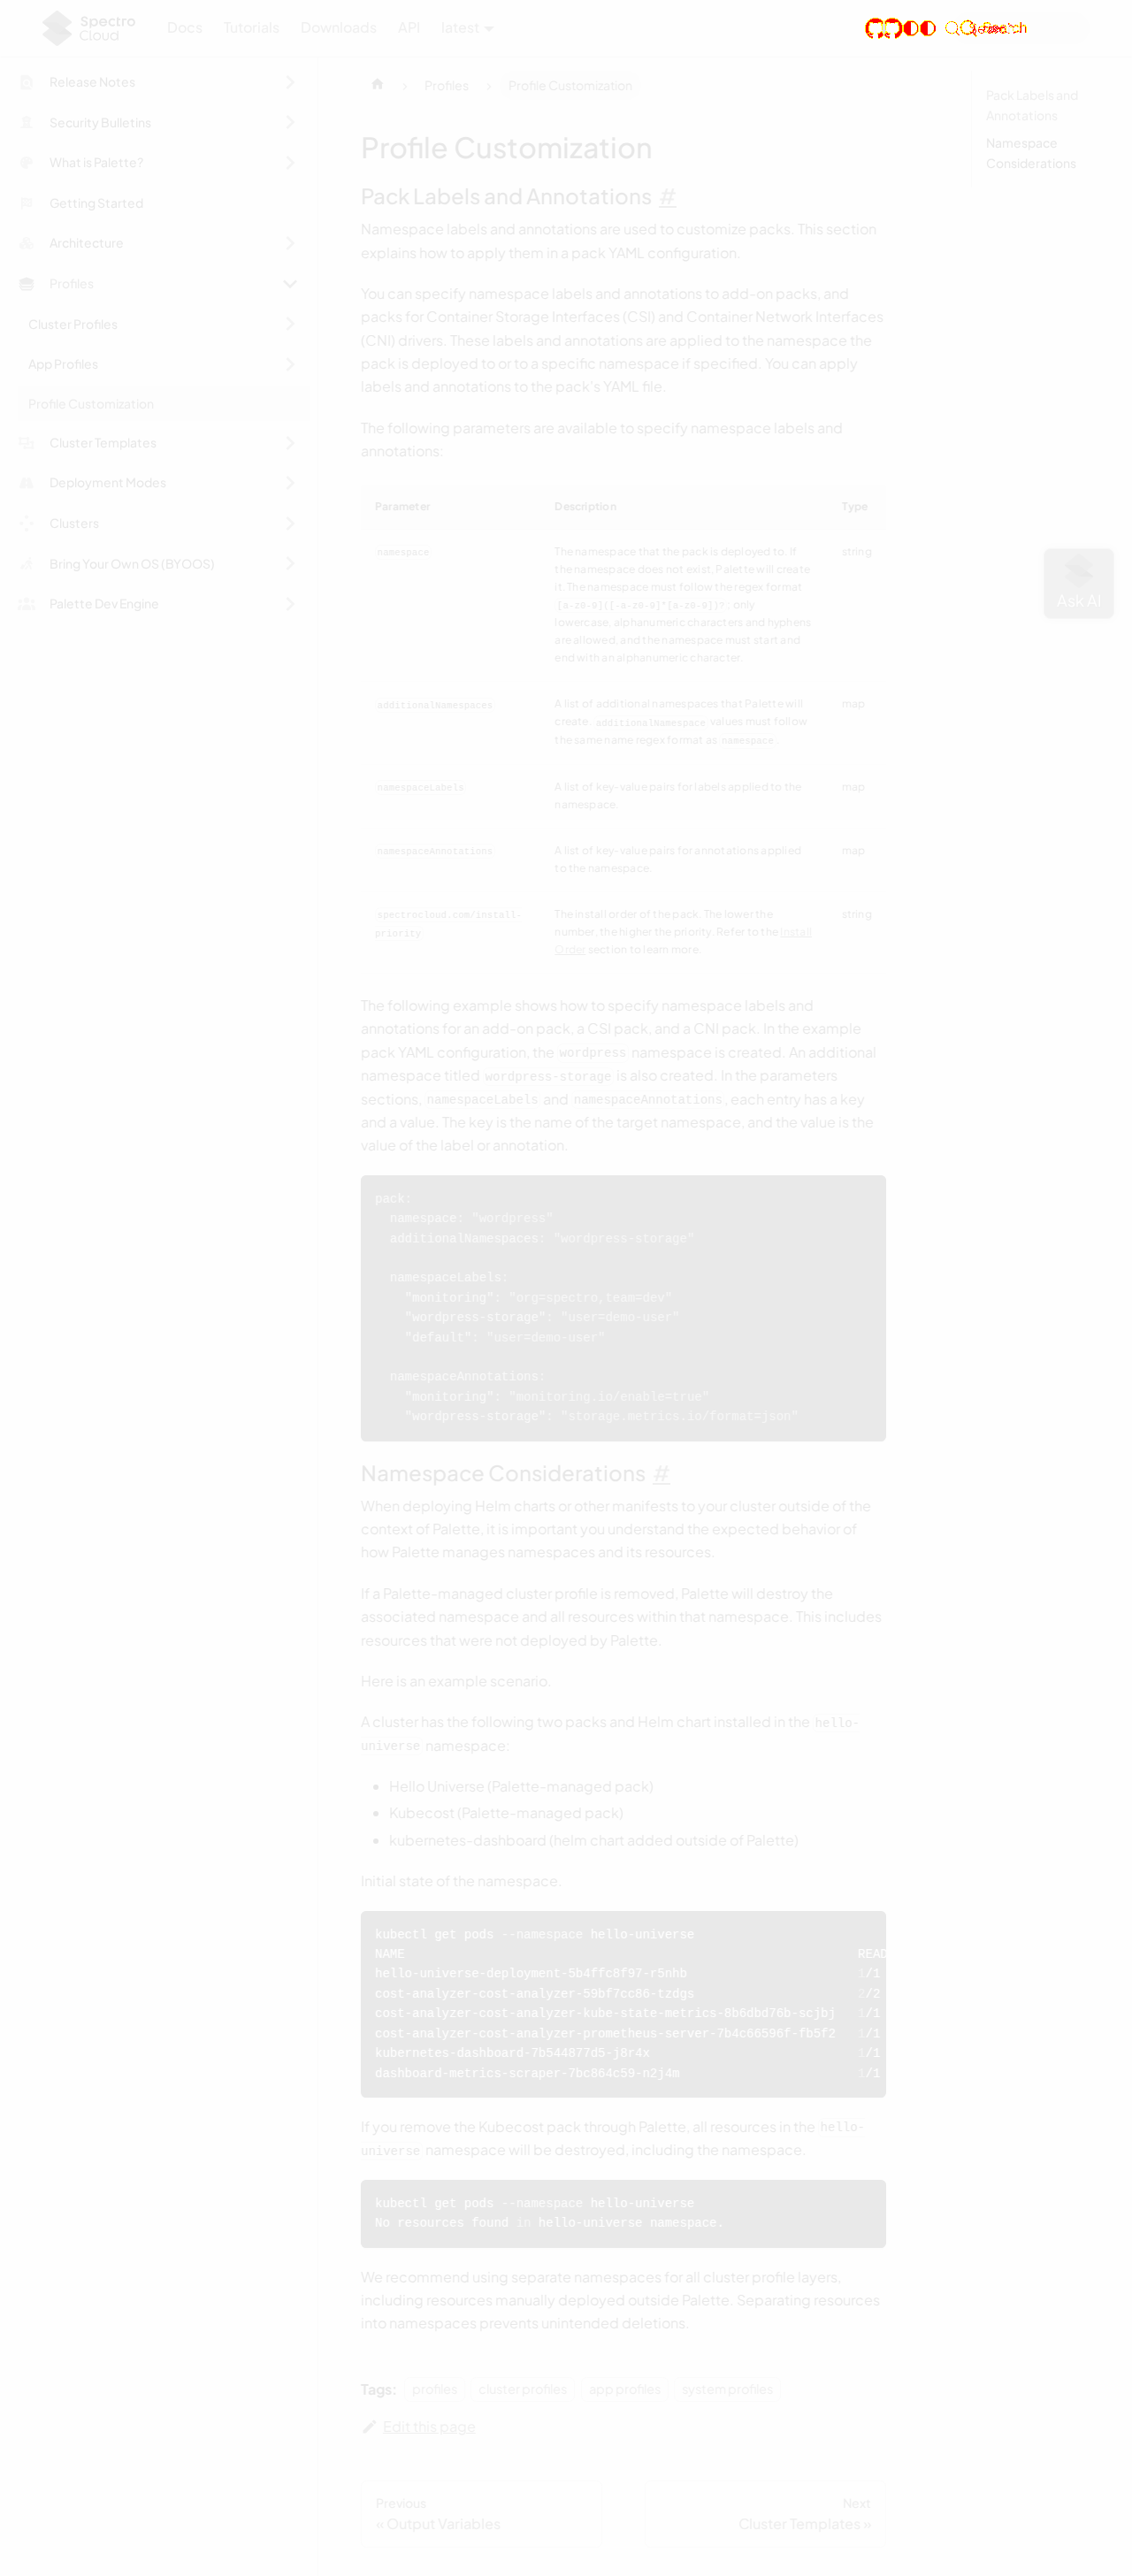 Spectro
Cloud
Docs
Tutorials
Downloads
API
latest
Release Notes
Security Bulletins
What is Palette?
Getting Started
Architecture
Profiles
Cluster Profiles
App Profiles
Profile Customization
Cluster Templates
Deployment Modes
Clusters
Bring Your Own OS (BYOOS)
Palette Dev Engine
Profiles
Profile Customization
Profile Customization
Pack Labels and Annotations #
Namespace labels and annotations are used to customize packs. This section
explains how to apply them in a pack YAML configuration.
You can specify namespace labels and annotations to add-on packs, and
packs for Container Storage Interfaces (CSI) and Container Network Interfaces
(CNI) drivers. These labels and annotations are applied to the namespace the
pack is deployed to or to a specific namespace if specified. You can apply
labels and annotations to the pack's YAML file.
The following parameters are available to specify namespace labels and
annotations:
Parameter Description Type
namespace The namespace that the pack is deployed to. If string
the namespace does not exist, Palette will create
it. The namespace must follow the regex format
[a-z0-9]([-a-z0-9]*[a-z0-9])?; only
lowercase, alphanumeric characters and hyphens
are allowed, and the namespace must start and
end with an alphanumeric character.
additionalNamespaces A list of additional namespaces that Palette will map
create. additionalNamespace values must follow
the same name regex format as namespace.
namespaceLabels A list of key-value pairs for labels applied to the map
namespace.
namespaceAnnotations A list of key-value pairs for annotations applied map
to the namespace.
spectrocloud.com/install- The install order of the pack. The lower the string
priority number, the higher the priority. Refer to the Install
Order section to learn more.
The following example shows how to specify namespace labels and
annotations for an add-on pack, a CSI pack, and a CNI pack. In the example
pack YAML configuration, the wordpress namespace is created. An additional
namespace titled wordpress-storage is also created. In the parameters
sections, namespaceLabels and namespaceAnnotations, each entry has a key
and a value. The key is the name of the target namespace, and the value is the
value of the label or annotation.
pack:
namespace: "wordpress"
additionalNamespaces: "wordpress-storage"
namespaceLabels:
"monitoring": "org=spectro,team=dev"
"wordpress-storage": "user=demo-user"
"default": "user=demo-user"
namespaceAnnotations:
"monitoring": "monitoring.io/enable=true"
"wordpress-storage": "storage.metrics.io/format=json"
Namespace Considerations #
When deploying Helm charts or other manifests to your cluster outside of the
context of Palette, it is important you understand the expected behavior of
how Palette manages namespaces and its resources.
If a Palette-managed cluster profile is removed, Palette will destroy the
associated namespace and all resources within that namespace. This includes
resources that were not deployed by Palette.
Here is an example scenario.
A cluster has the following two packs and Helm chart installed in the hello-
universe namespace:
• Hello Universe (Palette-managed pack)
• Kubecost (Palette-managed pack)
• kubernetes-dashboard (helm chart added outside of Palette)
Initial state of the namespace.
kubectl get pods --namespace hello-universe
NAME READ
hello-universe-deployment-5b4ffc8f97-r5nhb 1/1
cost-analyzer-cost-analyzer-59bf7cc86-tzdgs 2/2
cost-analyzer-cost-analyzer-kube-state-metrics-8b6dbd76b-scjbj 1/1
cost-analyzer-cost-analyzer-prometheus-server-7b4c66596f-fb5f2 1/1
kubernetes-dashboard-7b544877d5-j8r4x 1/1
dashboard-metrics-scraper-7bc864c59-n2j4m 1/1
If you remove the Kubecost pack through Palette, all resources in the hello-
universe namespace will be destroyed, including the namespace.
kubectl get pods --namespace hello-universe
No resources found in hello-universe namespace.
We recommend using separate namespaces for all cluster profile layers,
including resources manually deployed outside Palette. Separating resources
into namespaces prevents unintended deletions.
Tags: profiles cluster profiles app profiles system profiles
Edit this page
Previous
« Output Variables
Next
Cluster Templates »
Pack Labels and
Annotations
Namespace
Considerations
Ask AI